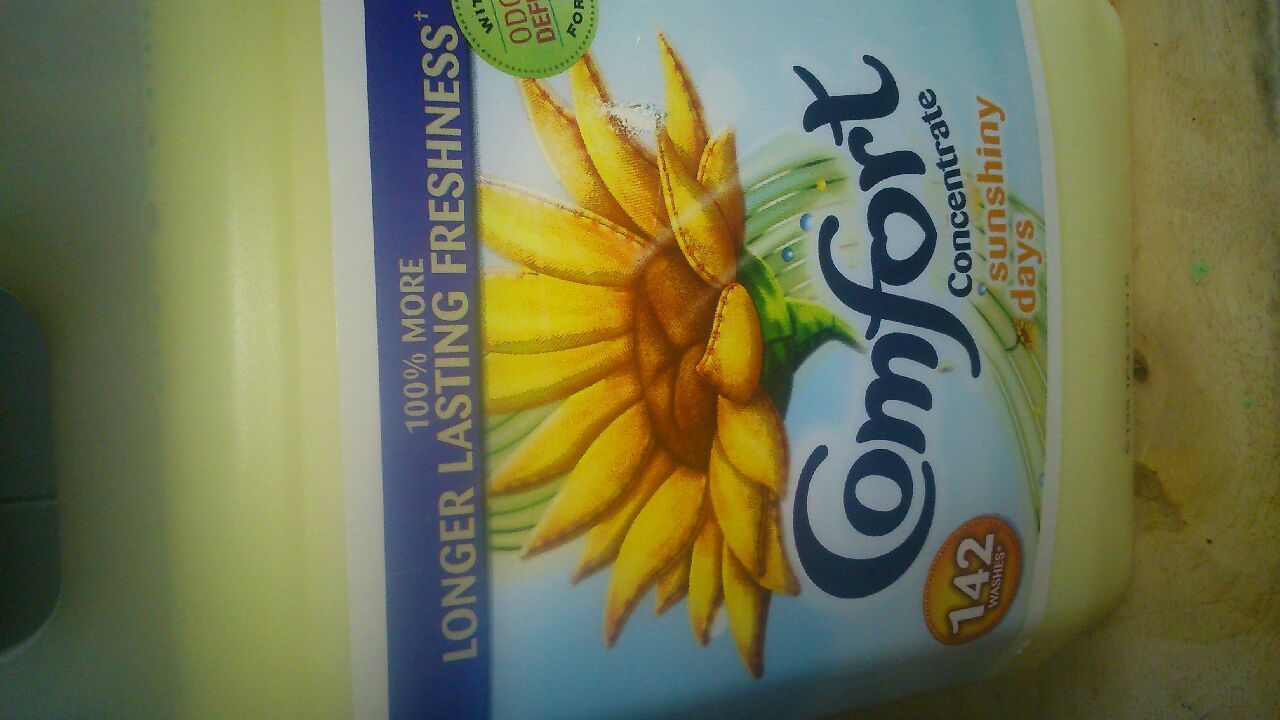 100% MORE
LONGER LASTING FRESHNESS†
Comfort
Concentrate
sunshiny
days
142
WASHES*